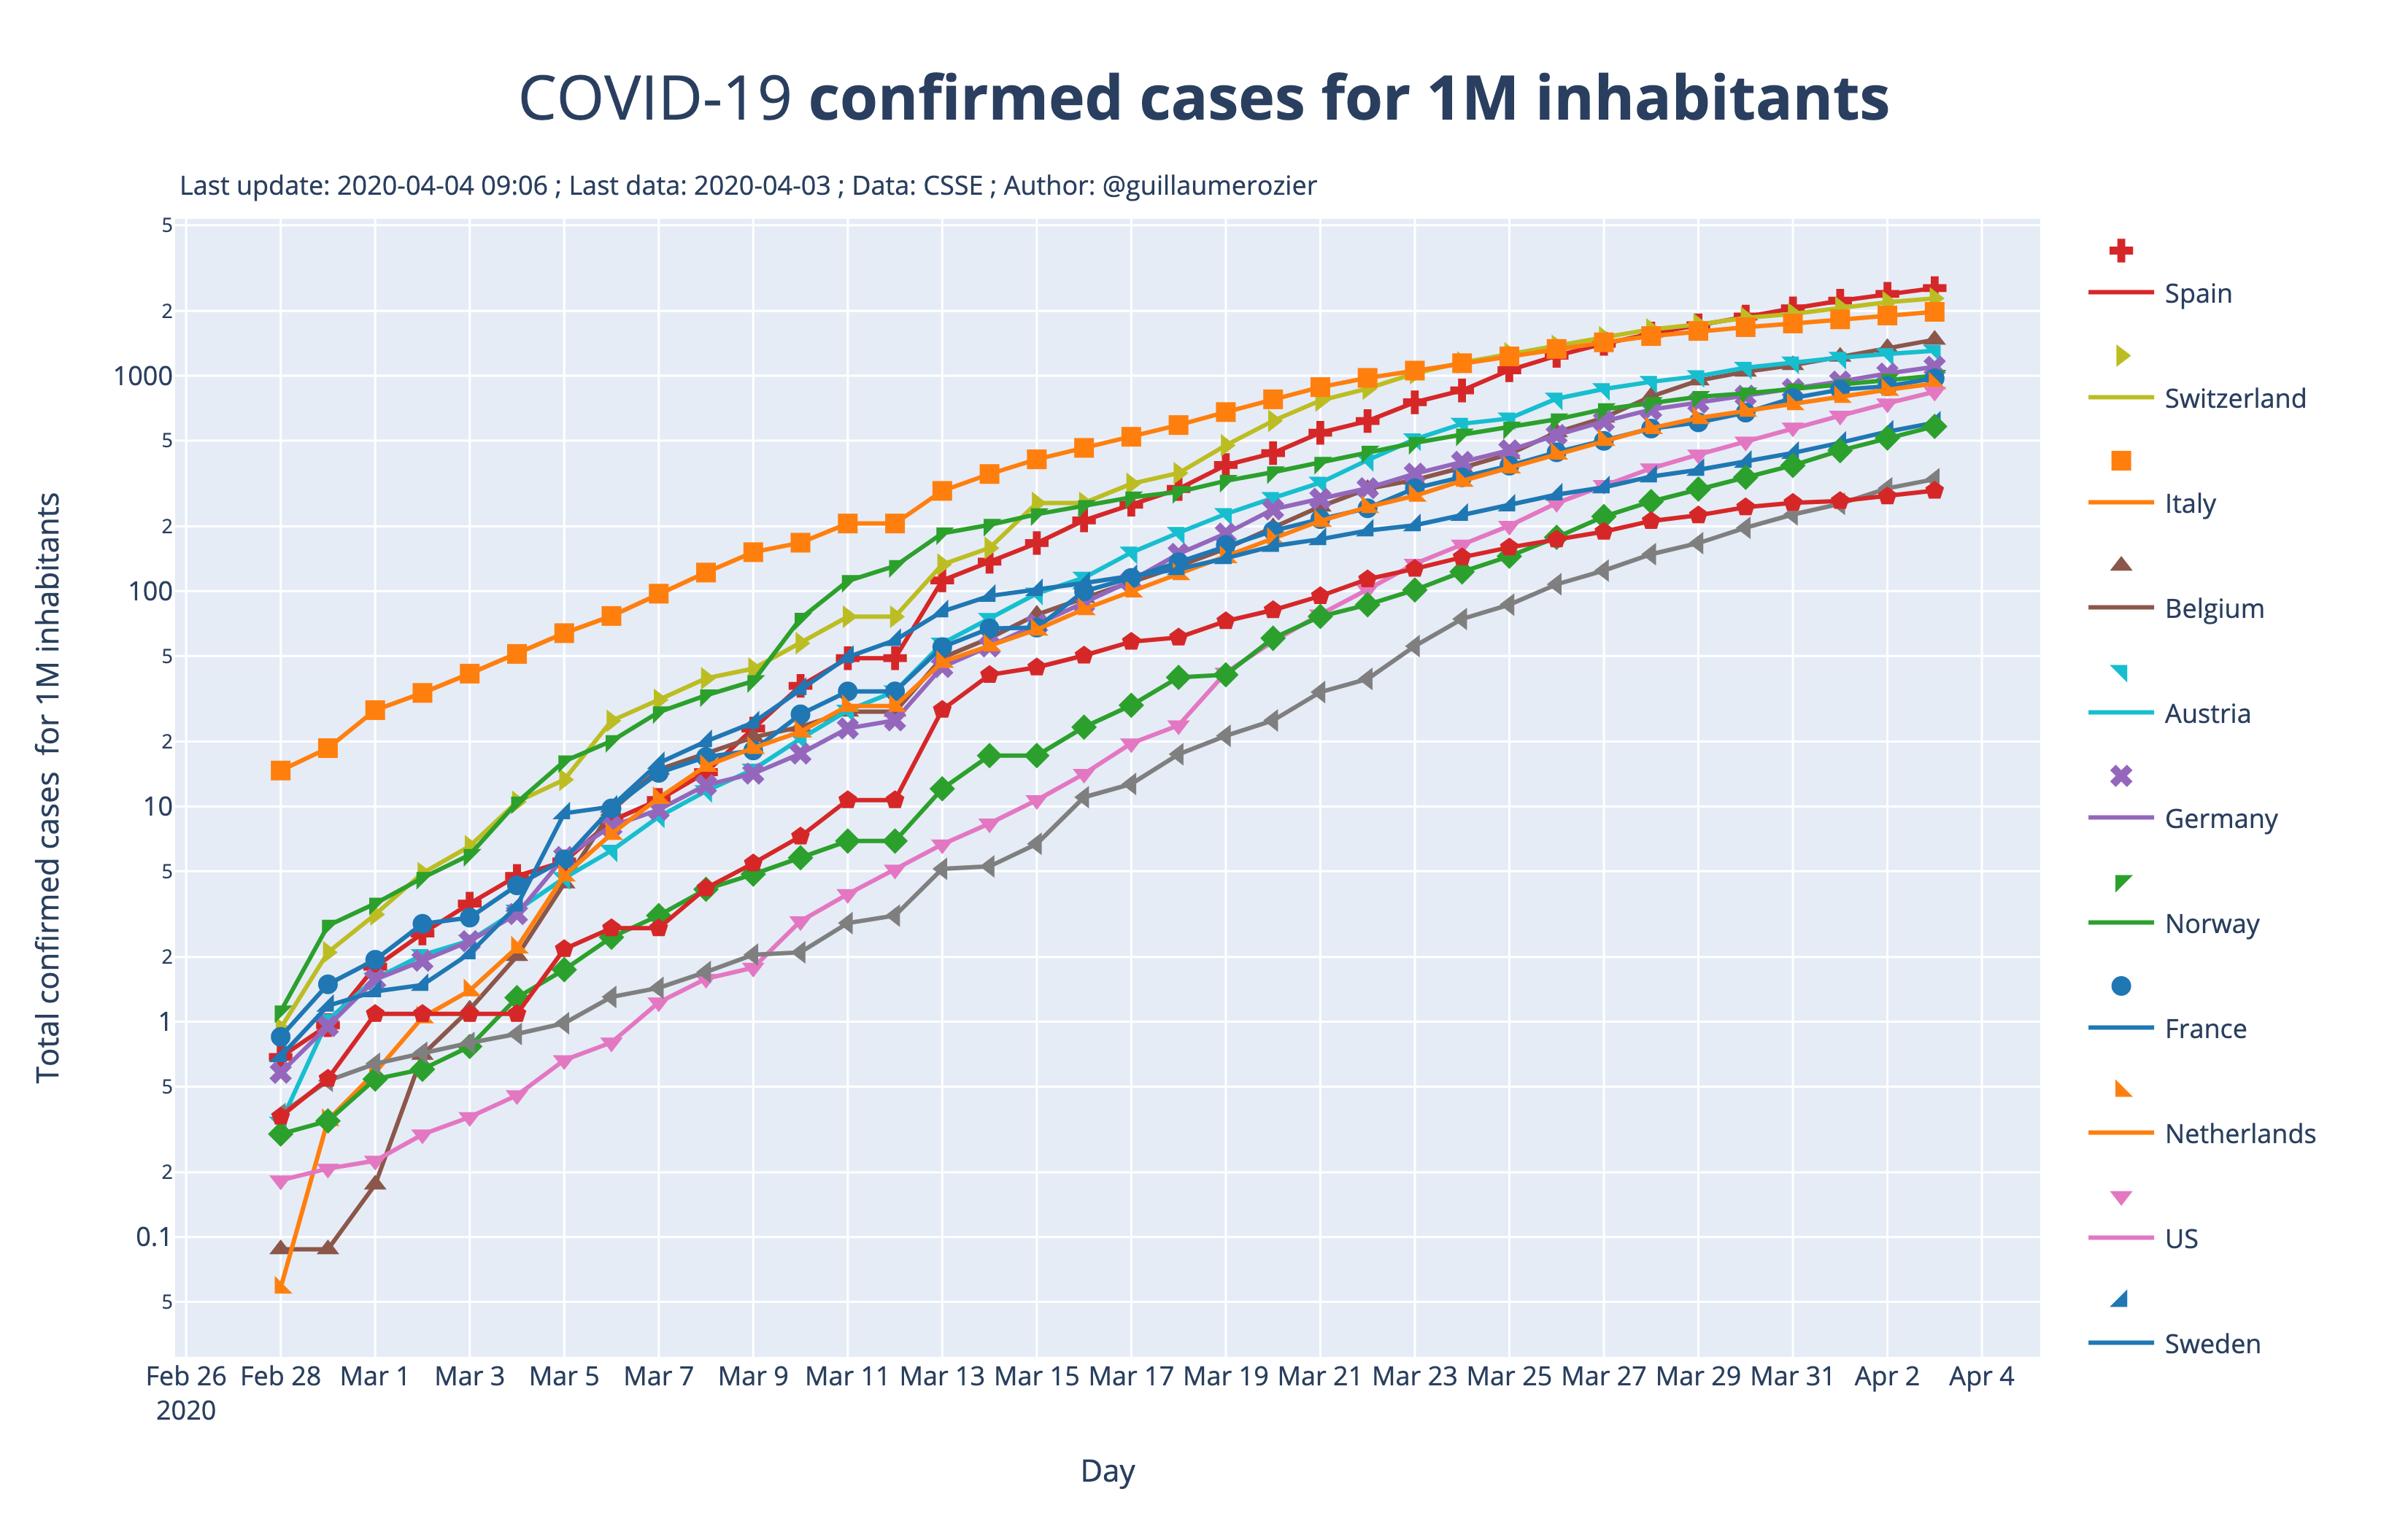 COVID-19 confirmed cases for 1M inhabitants
Last update: 2020-04-04 09:06 ; Last data: 2020-04-03 ; Data: CSSE ; Author: @guillaumerozier
Total confirmed cases for 1M inhabitants
5
2
1000
5
2
100
5
2
10
5
2
1
5
2
0.1
5
Feb 26 Feb 28 Mar 1 Mar 3 Mar 5 Mar 7 Mar 9 Mar 11 Mar 13 Mar 15 Mar 17 Mar 19 Mar 21 Mar 23 Mar 25 Mar 27 Mar 29 Mar 31 Apr 2 Apr 4
2020
Day
Spain
Switzerland
Italy
Belgium
Austria
Germany
Norway
France
Netherlands
US
Sweden